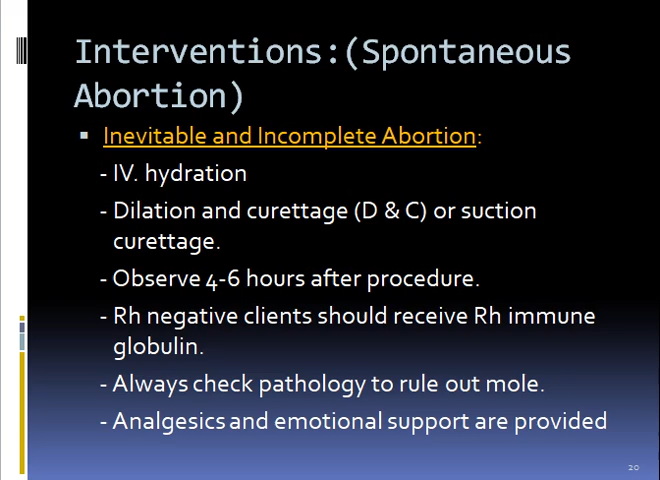 Interventions:(Spontaneous
Abortion)
▪ Inevitable and Incomplete Abortion:
- IV. hydration
- Dilation and curettage (D & C) or suction
curettage.
- Observe 4-6 hours after procedure.
- Rh negative clients should receive Rh immune
globulin.
- Always check pathology to rule out mole.
- Analgesics and emotional support are provided
20